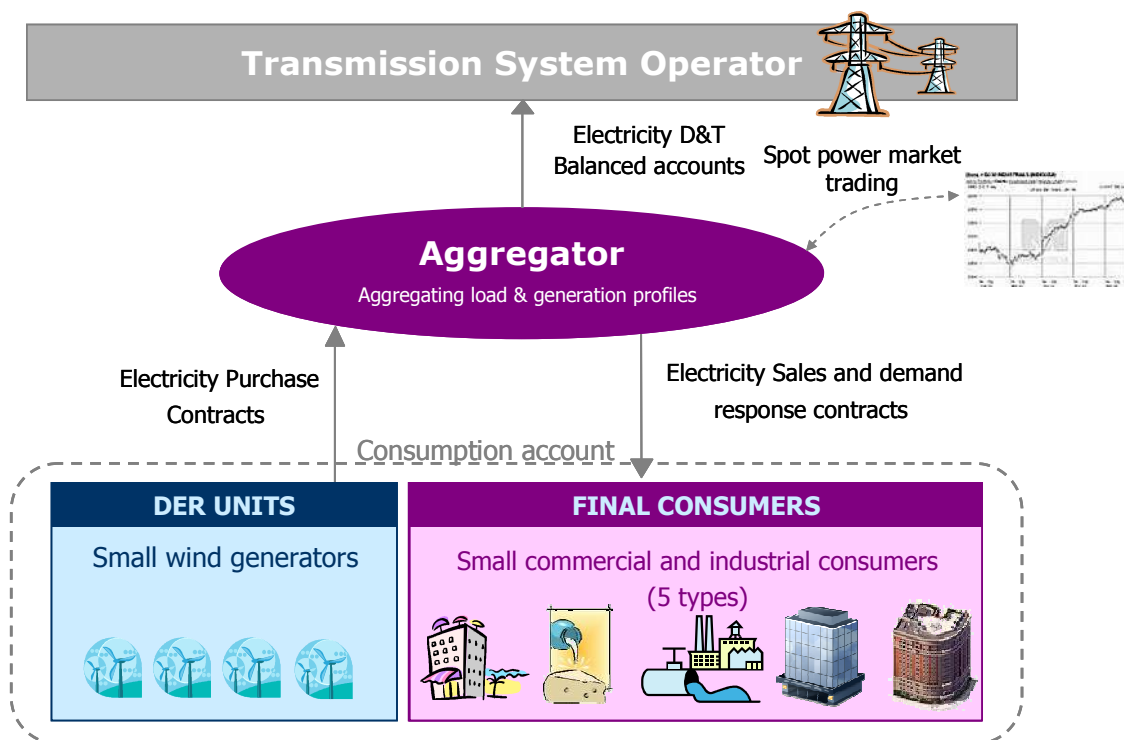 Transmission System Operator
Electricity D&T
Balanced accounts
Spot power market
trading
Aggregator
Aggregating load & generation profiles
Electricity Purchase
Contracts
Electricity Sales and demand
response contracts
Consumption account
DER UNITS
FINAL CONSUMERS
Small wind generators
Small commercial and industrial consumers
(5 types)